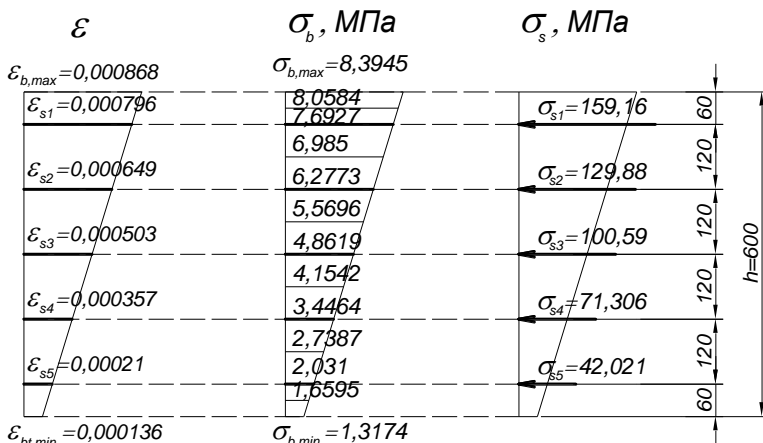 ε σb, МПа σs, МПа
εb,max=0,000868 σb,max=8,3945
εs1=0,000796 8,0584 σs1=159,16 60
7,6927
6,985 120
εs2=0,000649 6,2773 σs2=129,88
5,5696 120
εs3=0,000503 4,8619 σs3=100,59 h=600
4,1542 120
εs4=0,000357 3,4464 σs4=71,306
2,7387 120
εs5=0,00021 2,031 σs5=42,021
1,6595 60
εbt,min=0,000136 σb,min=1,3174